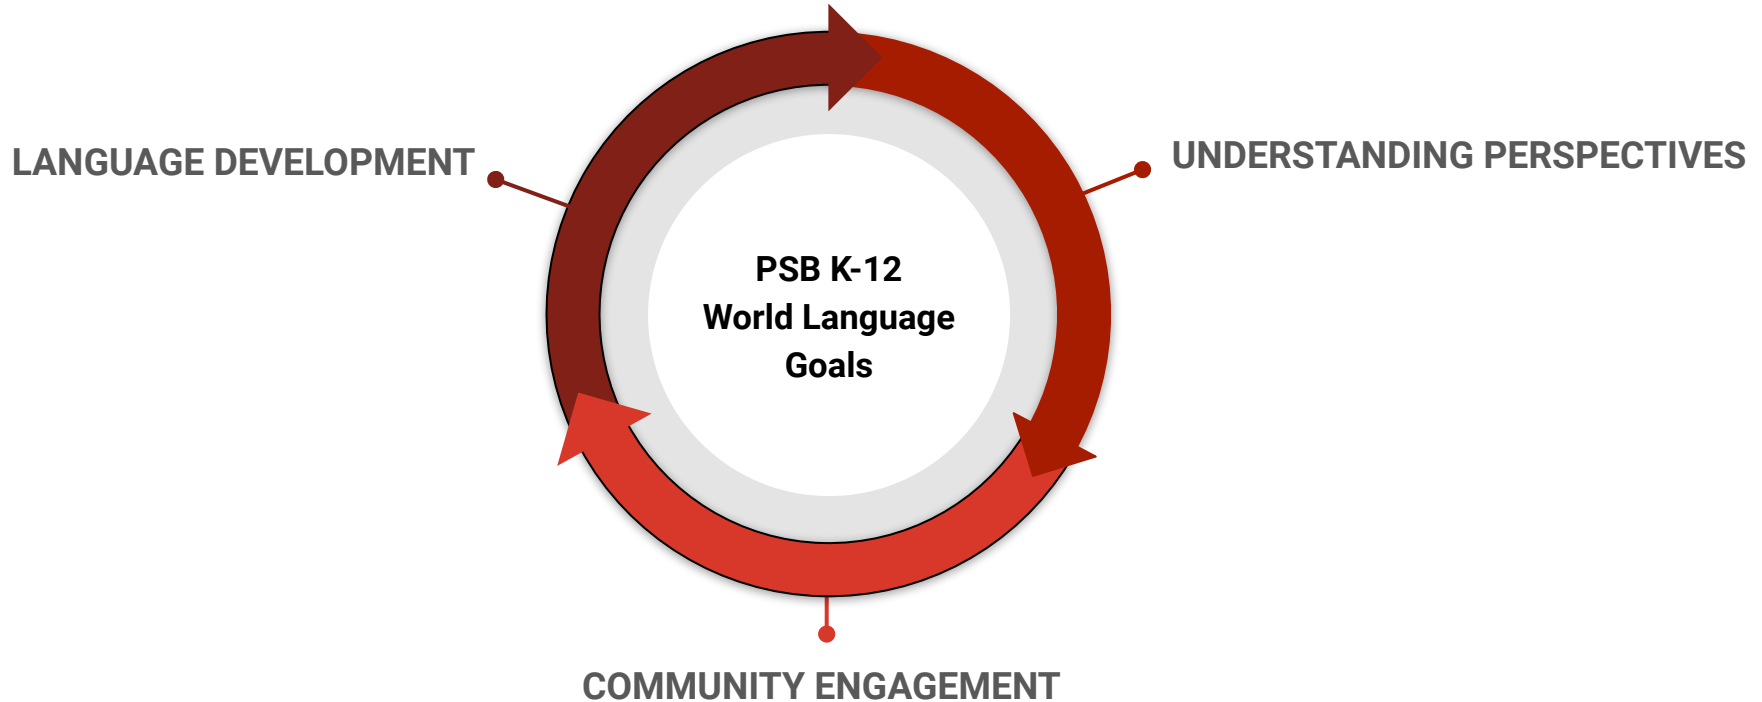 LANGUAGE DEVELOPMENT
UNDERSTANDING PERSPECTIVES
PSB K-12
World Language
Goals
COMMUNITY ENGAGEMENT